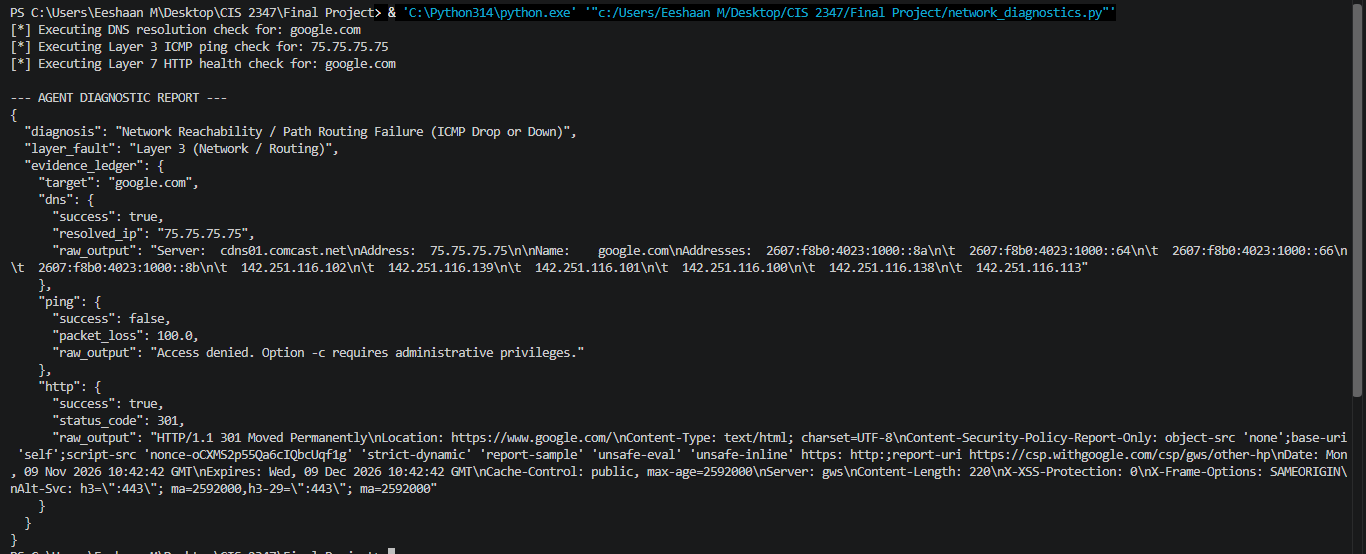 PS C:\Users\Eeshaan M\Desktop\CIS 2347\Final Project> & 'C:\Python314\python.exe' '"c:/Users/Eeshaan M/Desktop/CIS 2347/Final Project/network_diagnostics.py"'
[*] Executing DNS resolution check for: google.com
[*] Executing Layer 3 ICMP ping check for: 75.75.75.75
[*] Executing Layer 7 HTTP health check for: google.com
--- AGENT DIAGNOSTIC REPORT ---
{
  "diagnosis": "Network Reachability / Path Routing Failure (ICMP Drop or Down)",
  "layer_fault": "Layer 3 (Network / Routing)",
  "evidence_ledger": {
    "target": "google.com",
    "dns": {
      "success": true,
      "resolved_ip": "75.75.75.75",
      "raw_output": "Server:  cdns01.comcast.net\nAddress:  75.75.75.75\n\nName:    google.com\nAddresses:  2607:f8b0:4023:1000::8a\n\t  2607:f8b0:4023:1000::64\n\t  2607:f8b0:4023:1000::66\n
\t  2607:f8b0:4023:1000::8b\n\t  142.251.116.102\n\t  142.251.116.139\n\t  142.251.116.101\n\t  142.251.116.100\n\t  142.251.116.138\n\t  142.251.116.113"
    },
    "ping": {
      "success": false,
      "packet_loss": 100.0,
      "raw_output": "Access denied. Option -c requires administrative privileges."
    },
    "http": {
      "success": true,
      "status_code": 301,
      "raw_output": "HTTP/1.1 301 Moved Permanently\nLocation: https://www.google.com/\nContent-Type: text/html; charset=UTF-8\nContent-Security-Policy-Report-Only: object-src 'none';base-uri
 'self';script-src 'nonce-oCXMS2p55Qa6cIQbcUqf1g' 'strict-dynamic' 'report-sample' 'unsafe-eval' 'unsafe-inline' https: http:;report-uri https://csp.withgoogle.com/csp/gws/other-hp\nDate: Mon
, 09 Nov 2026 10:42:42 GMT\nExpires: Wed, 09 Dec 2026 10:42:42 GMT\nCache-Control: public, max-age=2592000\nServer: gws\nContent-Length: 220\nX-XSS-Protection: 0\nX-Frame-Options: SAMEORIGIN\
nAlt-Svc: h3=\":443\"; ma=2592000,h3-29=\":443\"; ma=2592000"
    }
  }
}
PS C:\Users\Eeshaan M\Desktop\CIS 2347\Final Project>